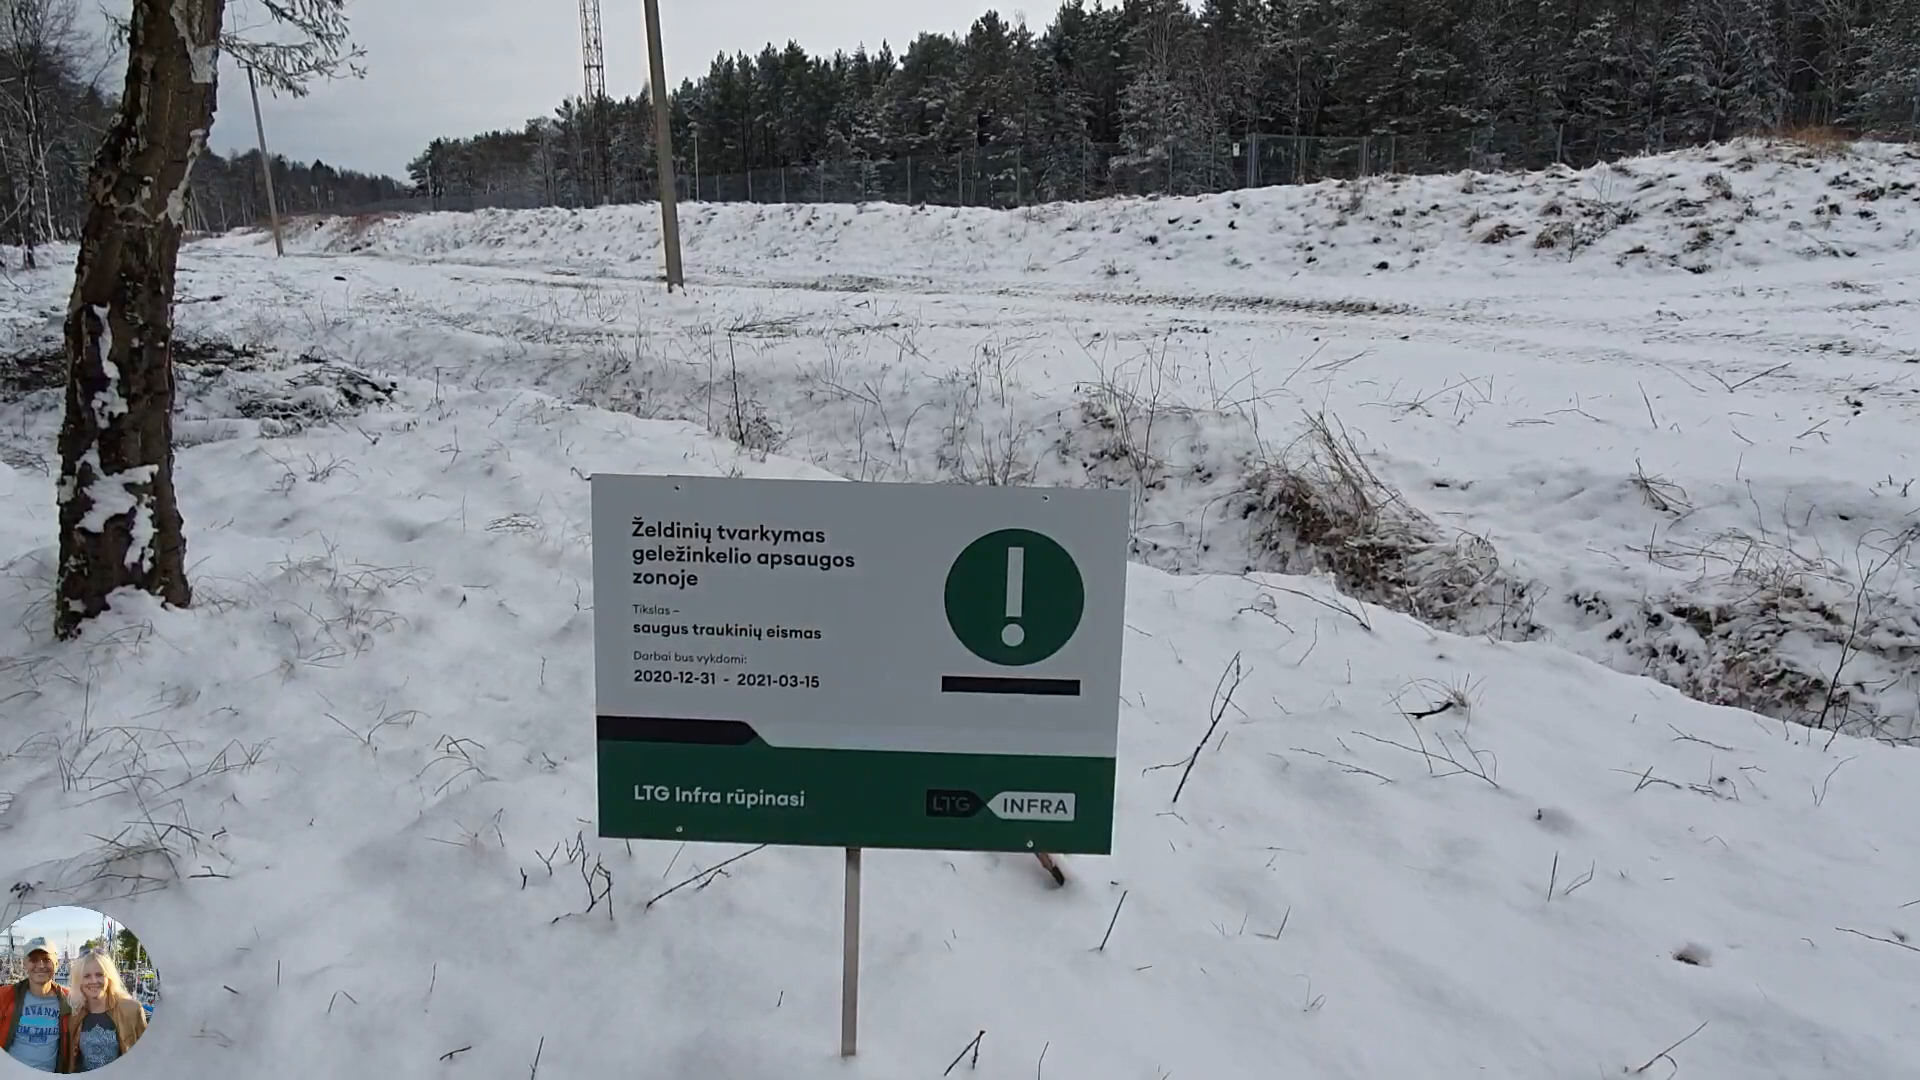 Želdinių tvarkymas
geležinkelio apsaugos
zonoje
Tikslas –
saugus traukinių eismas
Darbai bus vykdomi:
2020-12-31 - 2021-03-15
LTG Infra rūpinasi
LTG INFRA